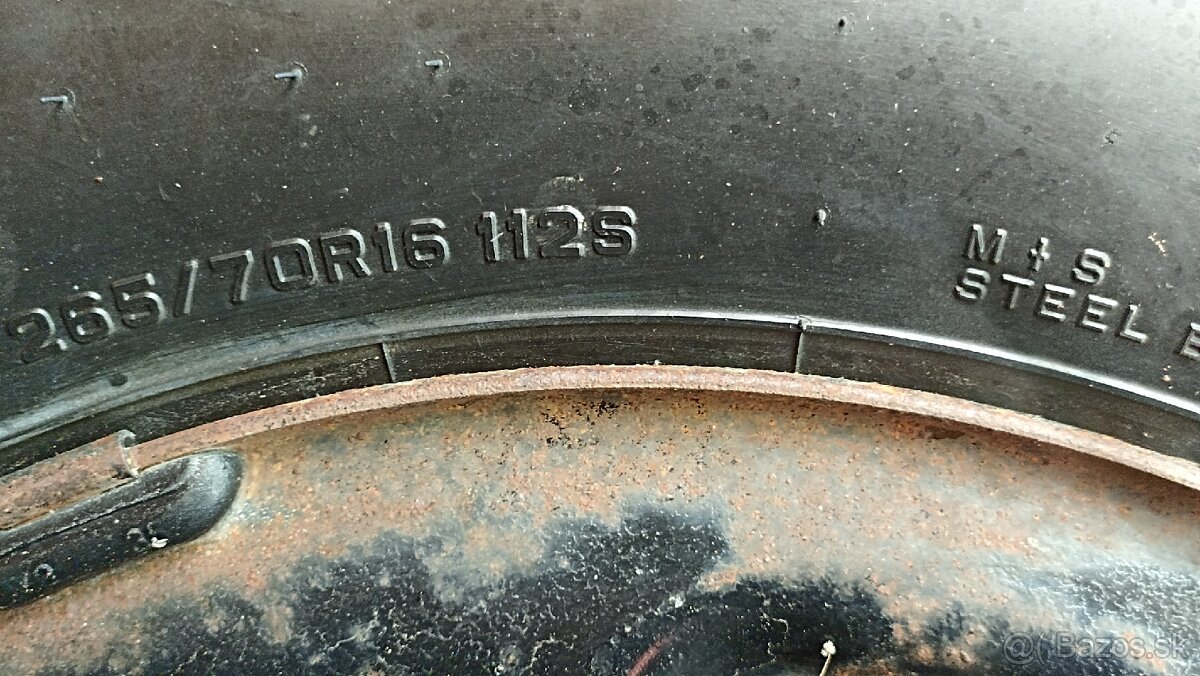 265/70R16 112S
M+S
STEEL
@ Bazos.sk